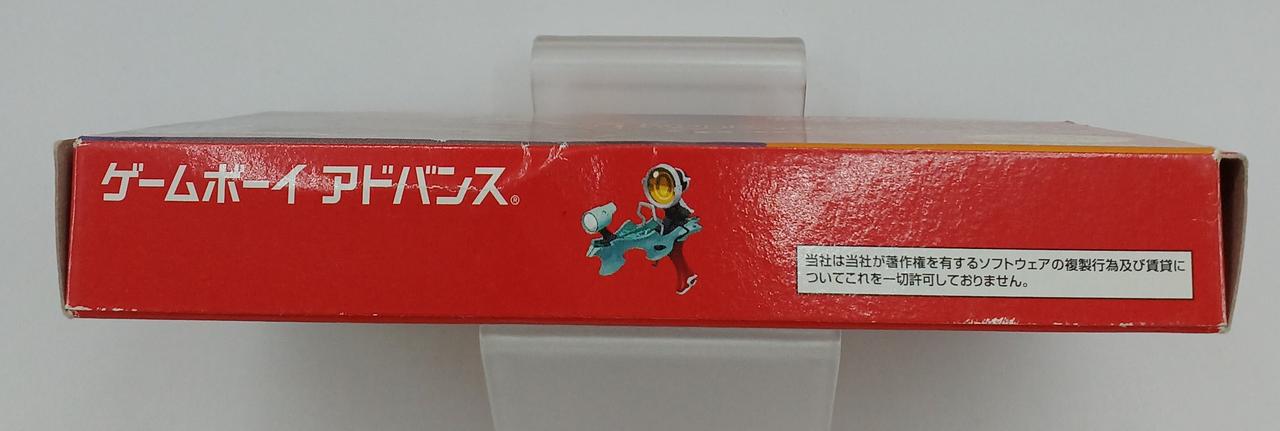 ゲームボーイ アドバンス®
当社は当社が著作権を有するソフトウェアの複製行為及び賃貸に
ついてこれを一切許可しておりません。